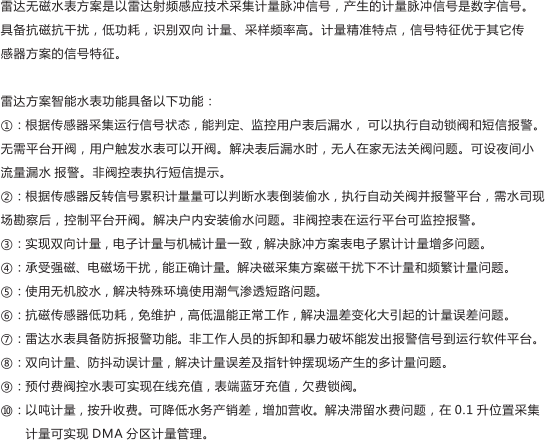 雷达无磁水表方案是以雷达射频感应技术采集计量脉冲信号，产生的计量脉冲信号是数字信号。
具备抗磁抗干扰，低功耗，识别双向 计量、采样频率高。计量精准特点，信号特征优于其它传
感器方案的信号特征。
雷达方案智能水表功能具备以下功能：
①：根据传感器采集运行信号状态，能判定、监控用户表后漏水， 可以执行自动锁阀和短信报警。
无需平台开阀，用户触发水表可以开阀。解决表后漏水时，无人在家无法关阀问题。可设夜间小
流量漏水 报警。非阀控表执行短信提示。
②：根据传感器反转信号累积计量量可以判断水表倒装偷水，执行自动关阀并报警平台，需水司现
场勘察后，控制平台开阀。解决户内安装偷水问题。非阀控表在运行平台可监控报警。
③：实现双向计量，电子计量与机械计量一致，解决脉冲方案表电子累计计量增多问题。
④：承受强磁、电磁场干扰，能正确计量。解决磁采集方案磁干扰下不计量和频繁计量问题。
⑤：使用无机胶水，解决特殊环境使用潮气渗透短路问题。
⑥：抗磁传感器低功耗，免维护，高低温能正常工作，解决温差变化大引起的计量误差问题。
⑦：雷达水表具备防拆报警功能。非工作人员的拆卸和暴力破坏能发出报警信号到运行软件平台。
⑧：双向计量、防抖动误计量，解决计量误差及指针钟摆现场产生的多计量问题。
⑨：预付费阀控水表可实现在线充值，表端蓝牙充值，欠费锁阀。
⑩：以吨计量，按升收费。可降低水务产销差，增加营收。解决滞留水费问题，在 0.1 升位置采集
计量可实现 DMA 分区计量管理。